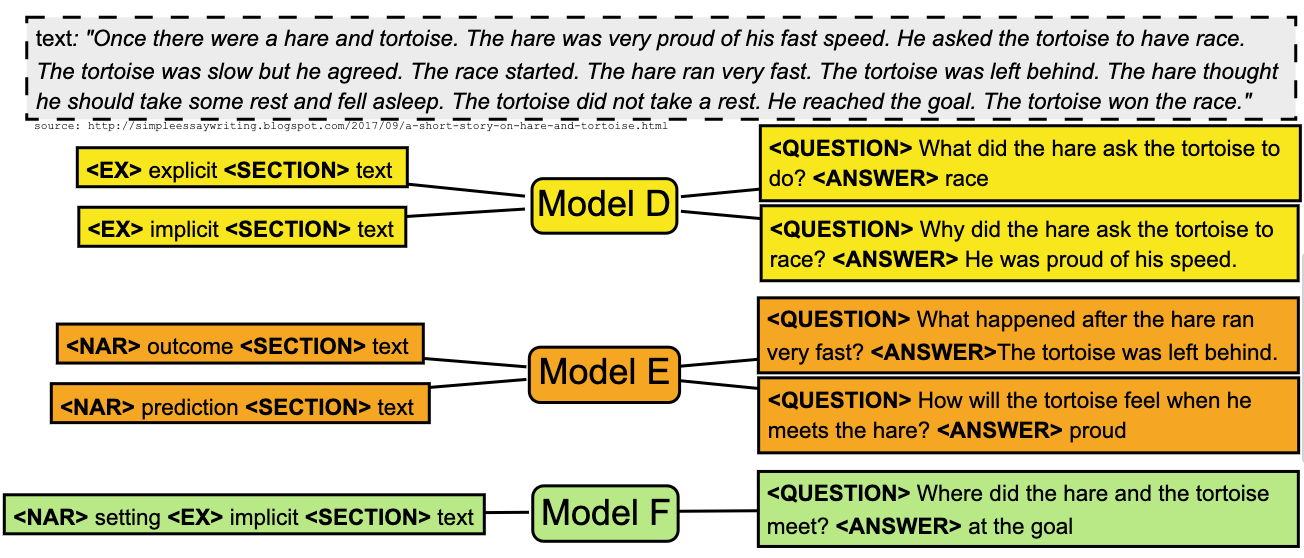 text: "Once there were a hare and tortoise. The hare was very proud of his fast speed. He asked the tortoise to have race.
The tortoise was slow but he agreed. The race started. The hare ran very fast. The tortoise was left behind. The hare thought
he should take some rest and fell asleep. The tortoise did not take a rest. He reached the goal. The tortoise won the race."
source: http://simpleessaywriting.blogspot.com/2017/09/a-short-story-on-hare-and-tortoise.html
<EX> explicit <SECTION> text
<EX> implicit <SECTION> text
Model D
<QUESTION> What did the hare ask the tortoise to
do? <ANSWER> race
<QUESTION> Why did the hare ask the tortoise to
race? <ANSWER> He was proud of his speed.
<NAR> outcome <SECTION> text
<NAR> prediction <SECTION> text
Model E
<QUESTION> What happened after the hare ran
very fast? <ANSWER>The tortoise was left behind.
<QUESTION> How will the tortoise feel when he
meets the hare? <ANSWER> proud
<NAR> setting <EX> implicit <SECTION> text
Model F
<QUESTION> Where did the hare and the tortoise
meet? <ANSWER> at the goal